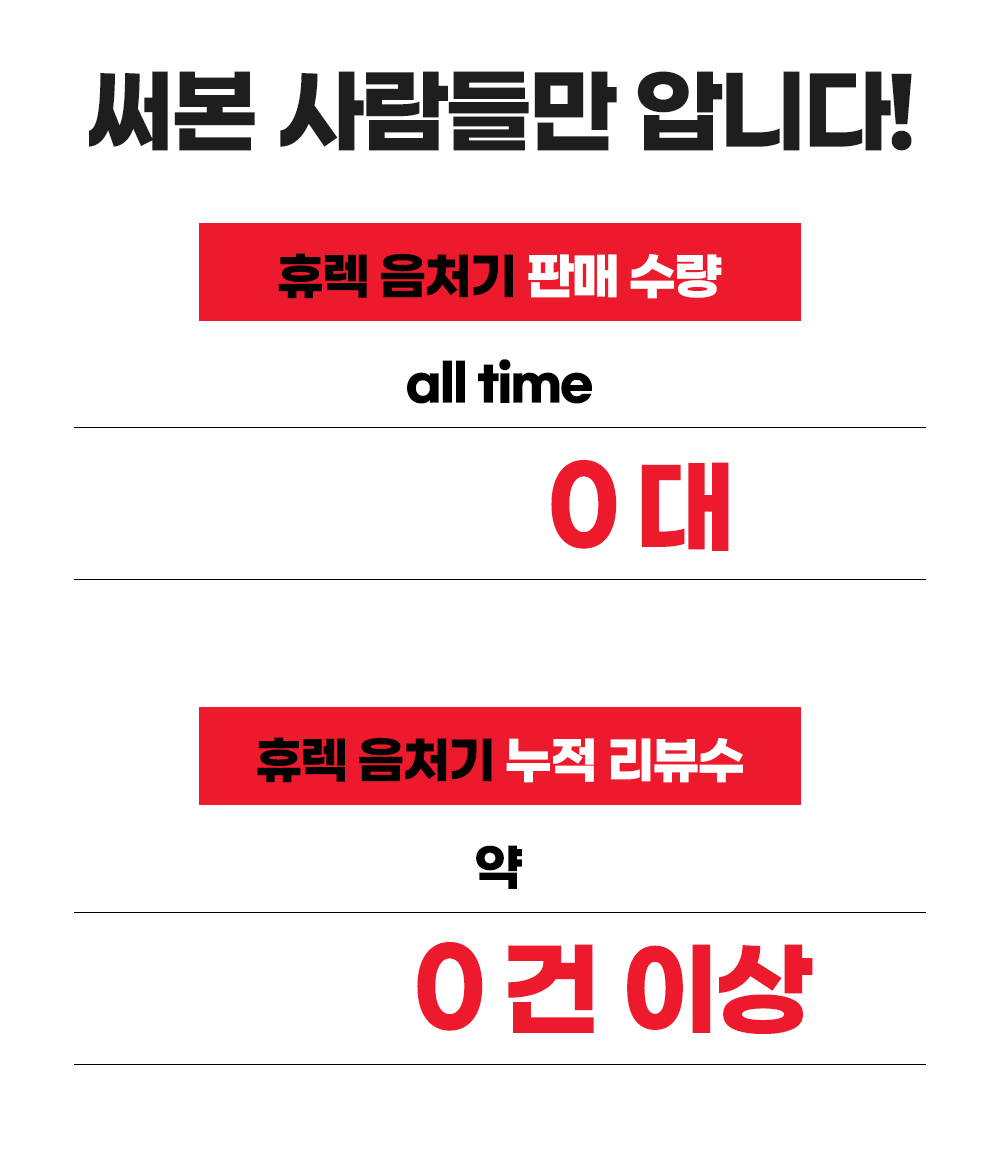 써본 사람들만 압니다!
휴렉 음처기 판매 수량
all time
0 대
휴렉 음처기 누적 리뷰수
약
0 건 이상